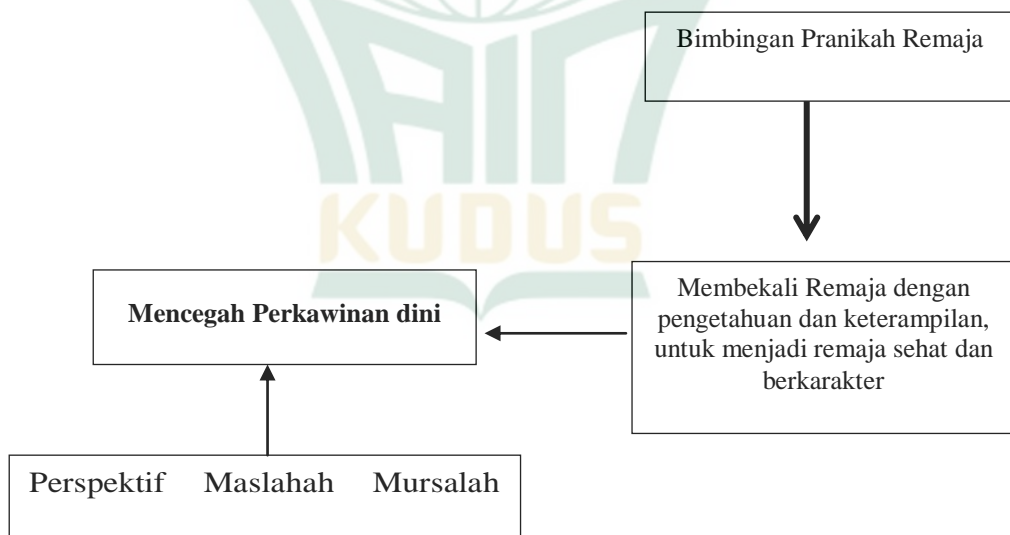 Bimbingan Pranikah Remaja
Membekali Remaja dengan
pengetahuan dan keterampilan,
untuk menjadi remaja sehat dan
berkarakter
Mencegah Perkawinan dini
Perspektif Maslahah Mursalah
IAIN
KUDUS